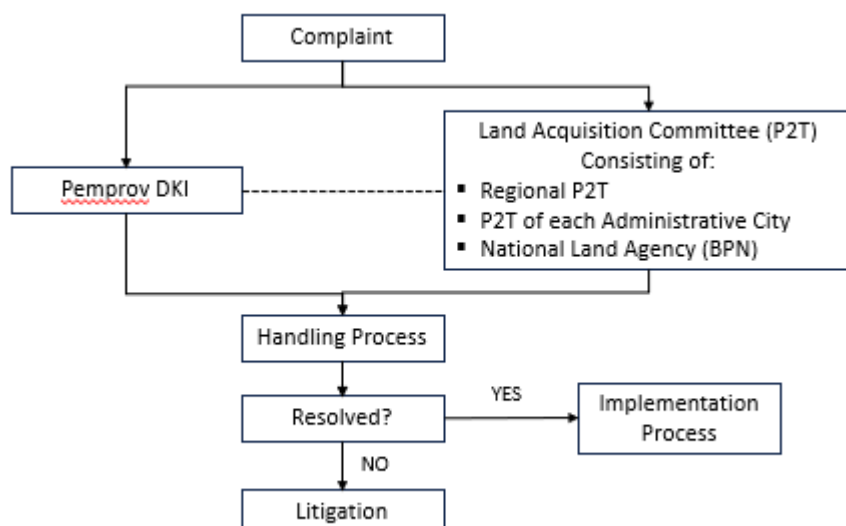 Complaint
Land Acquisition Committee (P2T)
Consisting of:
▪ Regional P2T
▪ P2T of each Administrative City
▪ National Land Agency (BPN)
Pemprov DKI
Handling Process
Resolved?
YES
Implementation
Process
NO
Litigation